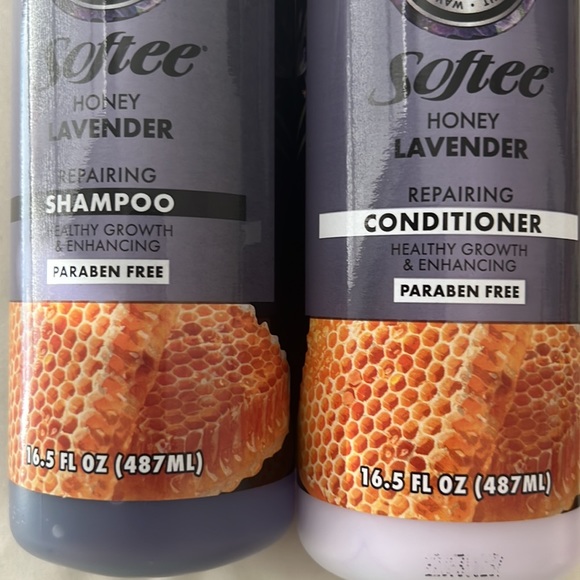 Softee
HONEY
LAVENDER
REPAIRING
SHAMPOO
HEALTHY GROWTH
& ENHANCING
PARABEN FREE
16.5 FL OZ (487ML)
Softee
HONEY
LAVENDER
REPAIRING
CONDITIONER
HEALTHY GROWTH
& ENHANCING
PARABEN FREE
16.5 FL OZ (487ML)